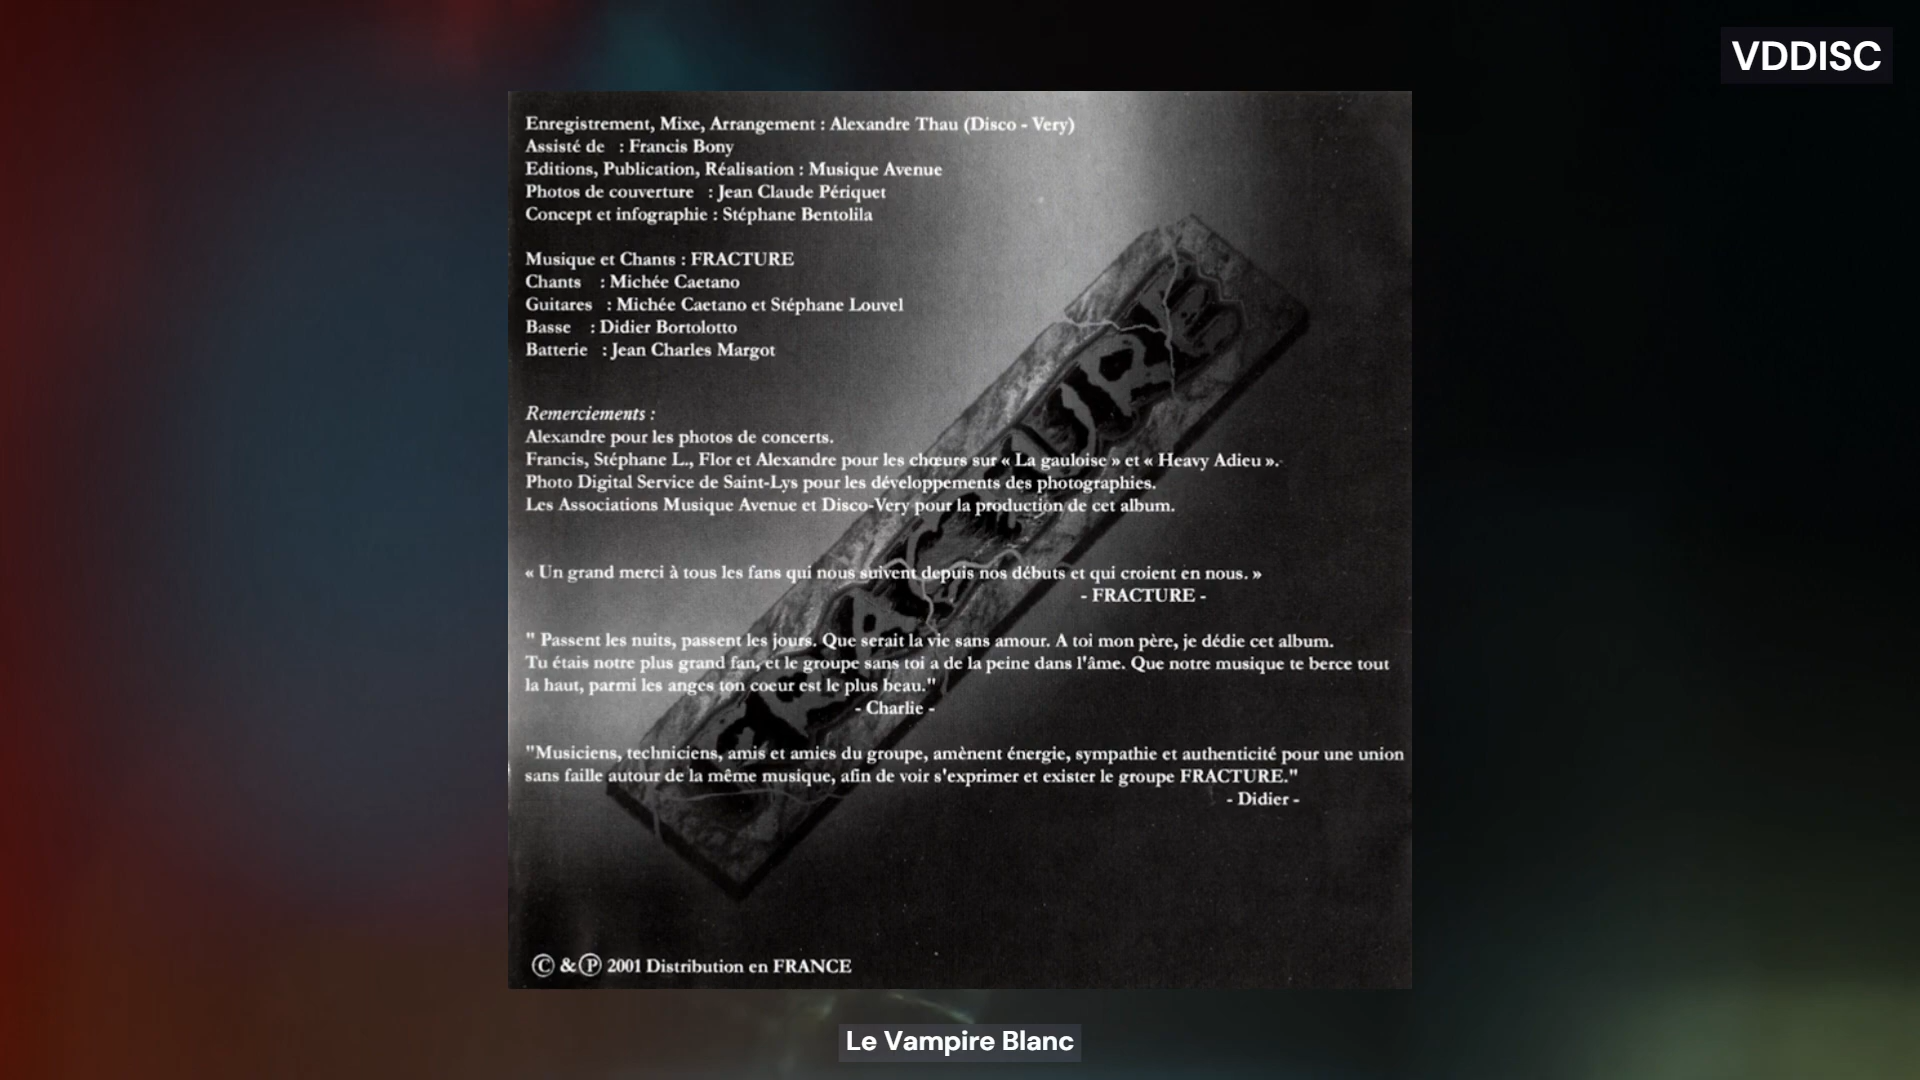 VDDISC
Enregistrement, Mixe, Arrangement : Alexandre Thau (Disco - Very)
Assisté de : Francis Bony
Editions, Publication, Réalisation : Musique Avenue
Photos de couverture : Jean Claude Périquet
Concept et infographie : Stéphane Bentolila
Musique et Chants : FRACTURE
Chants : Michée Caetano
Guitares : Michée Caetano et Stéphane Louvel
Basse : Didier Bortolotto
Batterie : Jean Charles Margot
Remerciements :
Alexandre pour les photos de concerts.
Francis, Stéphane L., Flor et Alexandre pour les chœurs sur « La gauloise » et « Heavy Adieu ».
Photo Digital Service de Saint-Lys pour les développements des photographies.
Les Associations Musique Avenue et Disco-Very pour la production de cet album.
« Un grand merci à tous les fans qui nous suivent depuis nos débuts et qui croient en nous. »
- FRACTURE -
" Passent les nuits, passent les jours. Que serait la vie sans amour. A toi mon père, je dédie cet album.
Tu étais notre plus grand fan, et le groupe sans toi a de la peine dans l'âme. Que notre musique te berce tout
la haut, parmi les anges ton coeur est le plus beau."
- Charlie -
"Musiciens, techniciens, amis et amies du groupe, amènent énergie, sympathie et authenticité pour une union
sans faille autour de la même musique, afin de voir s'exprimer et exister le groupe FRACTURE."
- Didier -
FRACTURE
Ⓒ & Ⓟ 2001 Distribution en FRANCE
Le Vampire Blanc